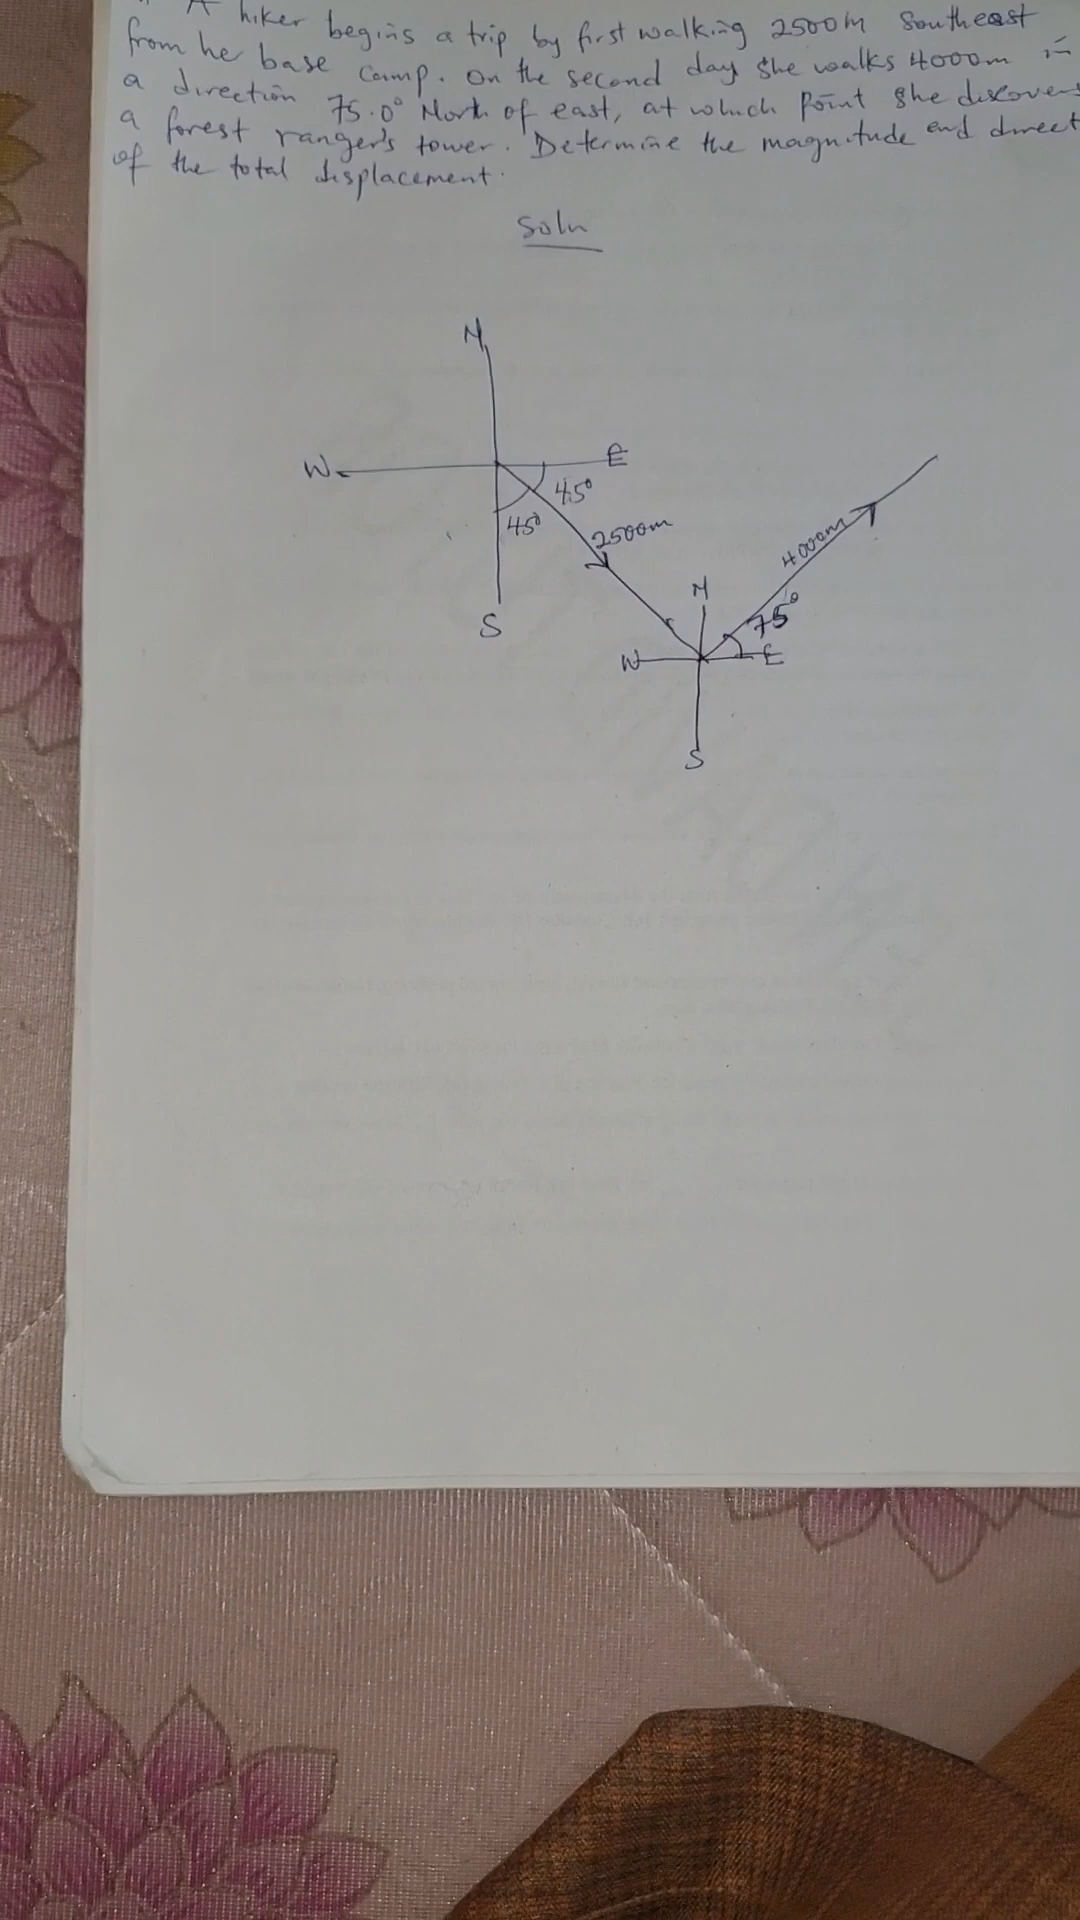 A hiker begins a trip by first walking 2500m Southeast
from he base Camp. On the second day She walks 4000m in
a direction 75.0° North of east, at which Point She discovers
a forest ranger's tower. Determine the magnitude and direct
of the total displacement.
Soln
N
W
E
45°
45°
2500m
S
4000m
N
75°
W
E
S